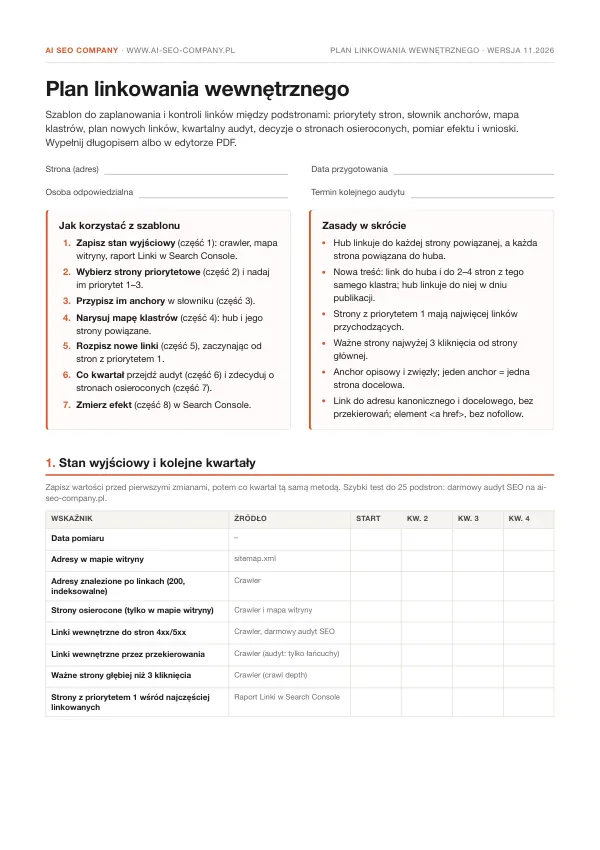 AI SEO COMPANY · WWW.AI-SEO-COMPANY.PL
PLAN LINKOWANIA WEWNĘTRZNEGO · WERSJA 11.2026
Plan linkowania wewnętrznego
Szablon do zaplanowania i kontroli linków między podstronami: priorytety stron, słownik anchorów, mapa
klastrów, plan nowych linków, kwartalny audyt, decyzje o stronach osieroconych, pomiar efektu i wnioski.
Wypełnij długopisem albo w edytorze PDF.
Strona (adres)
Data przygotowania
Osoba odpowiedzialna
Termin kolejnego audytu
Jak korzystać z szablonu
1. Zapisz stan wyjściowy (część 1): crawler, mapa
witryny, raport Linki w Search Console.
2. Wybierz strony priorytetowe (część 2) i nadaj
im priorytet 1–3.
3. Przypisz im anchory w słowniku (część 3).
4. Narysuj mapę klastrów (część 4): hub i jego
strony powiązane.
5. Rozpisz nowe linki (część 5), zaczynając od
stron z priorytetem 1.
6. Co kwartał przejdź audyt (część 6) i zdecyduj o
stronach osieroconych (część 7).
7. Zmierz efekt (część 8) w Search Console.
Zasady w skrócie
• Hub linkuje do każdej strony powiązanej, a każda
strona powiązana do huba.
• Nowa treść: link do huba i do 2–4 stron z tego
samego klastra; hub linkuje do niej w dniu
publikacji.
• Strony z priorytetem 1 mają najwięcej linków
przychodzących.
• Ważne strony najwyżej 3 kliknięcia od strony
głównej.
• Anchor opisowy i zwięzły; jeden anchor = jedna
strona docelowa.
• Link do adresu kanonicznego i docelowego, bez
przekierowań; element <a href>, bez nofollow.
1. Stan wyjściowy i kolejne kwartały
Zapisz wartości przed pierwszymi zmianami, potem co kwartał tą samą metodą. Szybki test do 25 podstron: darmowy audyt SEO na ai-
seo-company.pl.
WSKAŹNIK ŹRÓDŁO START KW. 2 KW. 3 KW. 4
Data pomiaru –
Adresy w mapie witryny sitemap.xml
Adresy znalezione po linkach (200, Crawler
indeksowalne)
Strony osierocone (tylko w mapie witryny) Crawler i mapa witryny
Linki wewnętrzne do stron 4xx/5xx Crawler, darmowy audyt SEO
Linki wewnętrzne przez przekierowania Crawler (audyt: tylko łańcuchy)
Ważne strony głębiej niż 3 kliknięcia Crawler (crawl depth)
Strony z priorytetem 1 wśród najczęściej Raport Linki w Search Console
linkowanych